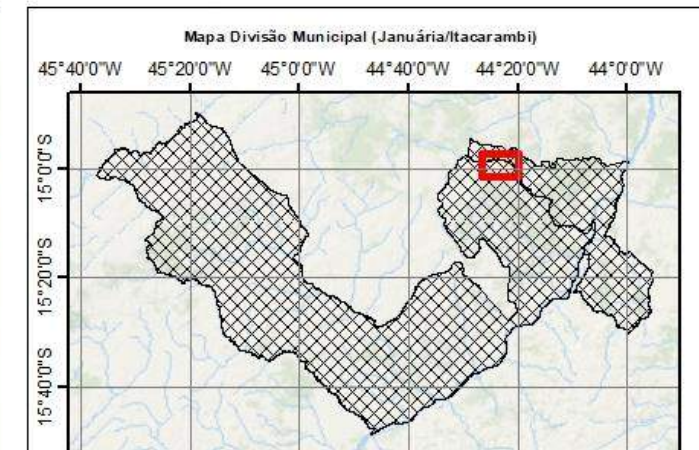 Mapa Divisão Municipal (Januária/Itacarambi)
45°40'0"W 45°20'0"W 45°0'0"W 44°40'0"W 44°20'0"W 44°0'0"W
15°0'0"S
15°20'0"S
15°40'0"S